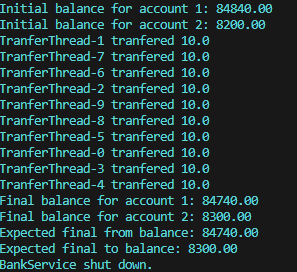 Initial balance for account 1: 84840.00
Initial balance for account 2: 8200.00
TranferThread-1 tranfered 10.0
TranferThread-7 tranfered 10.0
TranferThread-6 tranfered 10.0
TranferThread-2 tranfered 10.0
TranferThread-9 tranfered 10.0
TranferThread-8 tranfered 10.0
TranferThread-5 tranfered 10.0
TranferThread-0 tranfered 10.0
TranferThread-3 tranfered 10.0
TranferThread-4 tranfered 10.0
Final balance for account 1: 84740.00
Final balance for account 2: 8300.00
Expected final from balance: 84740.00
Expected final to balance: 8300.00
BankService shut down.